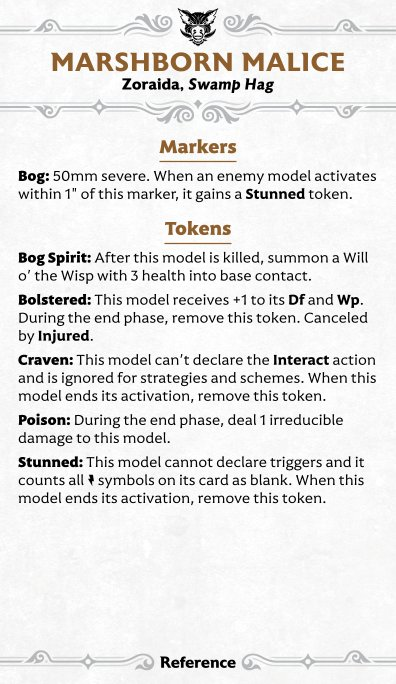 MARSHBORN MALICE
Zoraida, Swamp Hag
Markers
Bog: 50mm severe. When an enemy model activates
within 1" of this marker, it gains a Stunned token.
Tokens
Bog Spirit: After this model is killed, summon a Will
o' the Wisp with 3 health into base contact.
Bolstered: This model receives +1 to its Df and Wp.
During the end phase, remove this token. Canceled
by Injured.
Craven: This model can't declare the Interact action
and is ignored for strategies and schemes. When this
model ends its activation, remove this token.
Poison: During the end phase, deal 1 irreducible
damage to this model.
Stunned: This model cannot declare triggers and it
counts all symbols on its card as blank. When this
model ends its activation, remove this token.
Reference